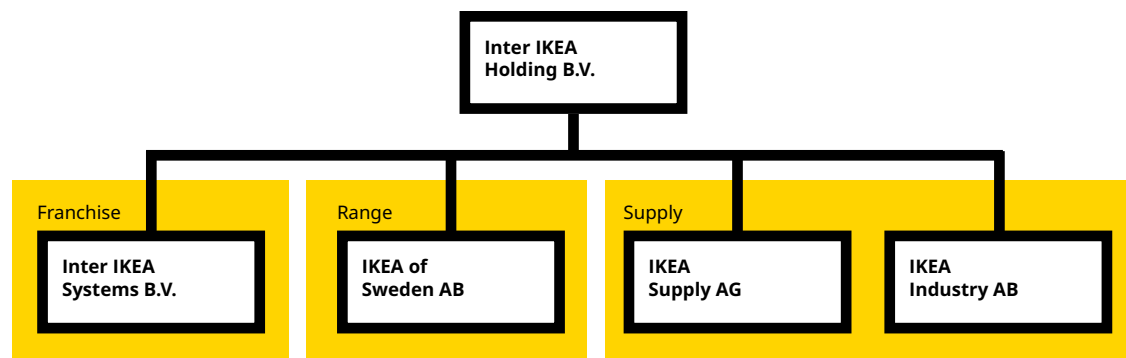 Inter IKEA
Holding B.V.
Franchise
Inter IKEA
Systems B.V.
Range
IKEA of
Sweden AB
Supply
IKEA
Supply AG
IKEA
Industry AB